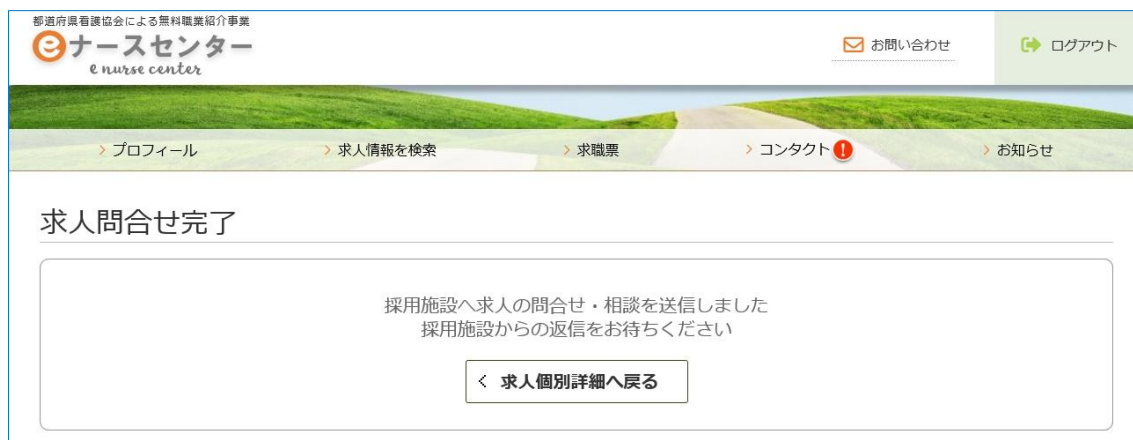 都道府県看護協会による無料職業紹介事業
eナースセンター
e nurse center
お問い合わせ
ログアウト
プロフィール
求人情報を検索
求職票
コンタクト!
お知らせ
求人問合せ完了
採用施設へ求人の問合せ・相談を送信しました
採用施設からの返信をお待ちください
求人個別詳細へ戻る